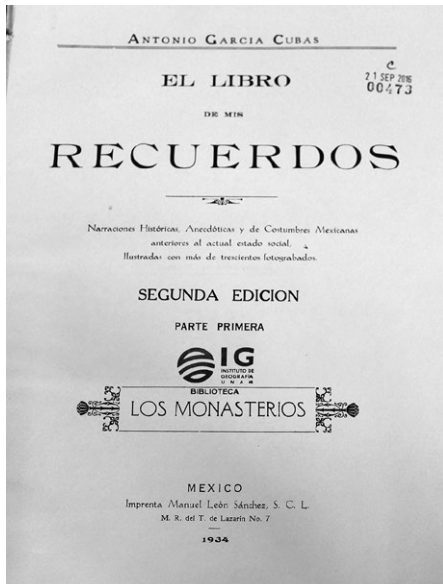 ANTONIO GARCIA CUBAS
C
21 SEP 2016
00473
EL LIBRO
DE MIS
RECUERDOS
Narraciones Históricas, Anecdóticas y de Costumbres Mexicanas
anteriores al actual estado social,
Ilustradas con más de trescientos fotograbados.
SEGUNDA EDICION
PARTE PRIMERA
IG
INSTITUTO DE
GEOGRAFÍA
UNAM
BIBLIOTECA
LOS MONASTERIOS
MEXICO
Imprenta Manuel León Sánchez, S. C. L.
M. R. del T. de Lazarín No. 7
1934